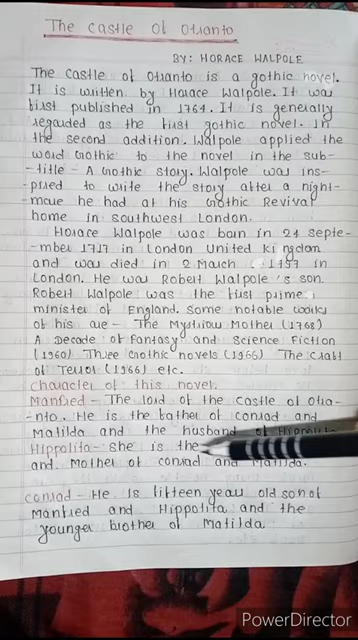 The Castle of Otranto
BY: HORACE WALPOLE
The Castle of Otranto is a gothic novel.
It is written by Horace Walpole. It was
first published in 1764. It is generally
regarded as the first gothic novel. In
the second addition. Walpole applied the
word Gothic to the novel in the sub-
-title - A Gothic story. Walpole was ins-
-pried to write the story after a night-
-mare he had at his Gothic Revival
home in southwest London.
Horace Walpole was born in 24 septe-
-mber 1717 in London United Kingdom
and was died in 2 March 1797 in
London. He was Robert Walpole's son.
Robert Walpole was the first prime
minister of England. Some notable works
of his are - The Mystriou Mother (1768)
A Decade of Fantasy and Science Fiction
(1960) Three Gothic novels (1966) The Craft
of Terror (1966) etc.
Character of this novel.
Manfred - The lord of the castle of Otra-
-nto. He is the father of conrad and
Matilda and the husband of
Hippolita - She is the
and Mother of conrad and Matilda.
conrad - He is fifteen year old son of
Manfred and Hippolita and the
younger brother of Matilda.
PowerDirector